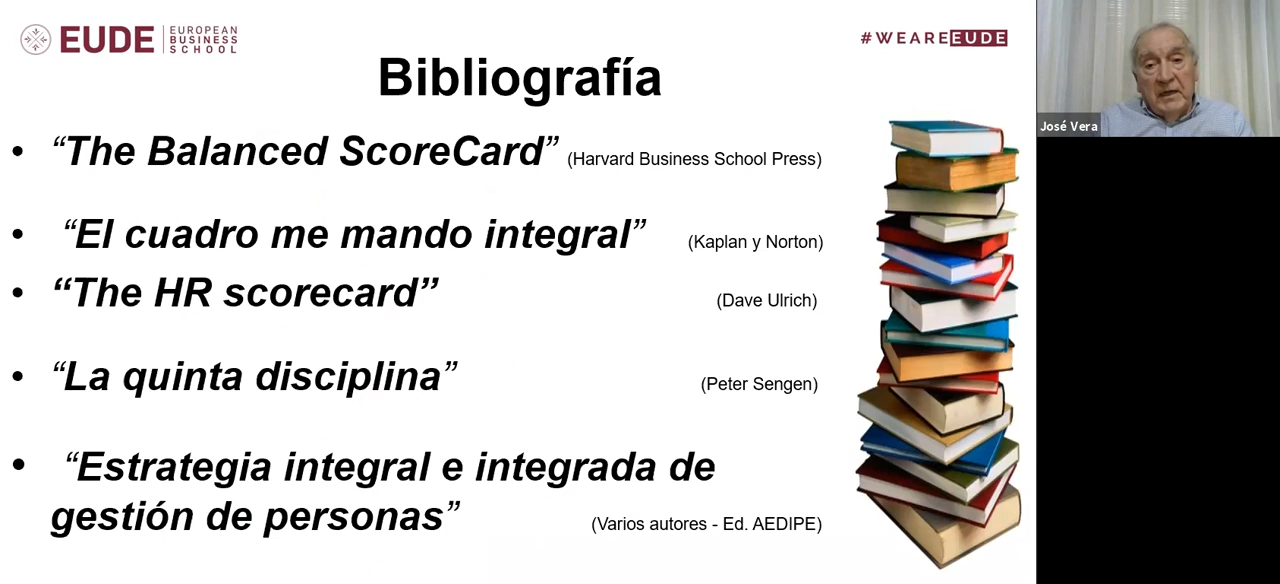 EUDE EUROPEAN BUSINESS SCHOOL
#WEAREEUDE
Bibliografía
• “The Balanced ScoreCard” (Harvard Business School Press)
• “El cuadro me mando integral” (Kaplan y Norton)
• “The HR scorecard” (Dave Ulrich)
• “La quinta disciplina” (Peter Sengen)
• “Estrategia integral e integrada de
gestión de personas” (Varios autores - Ed. AEDIPE)
José Vera